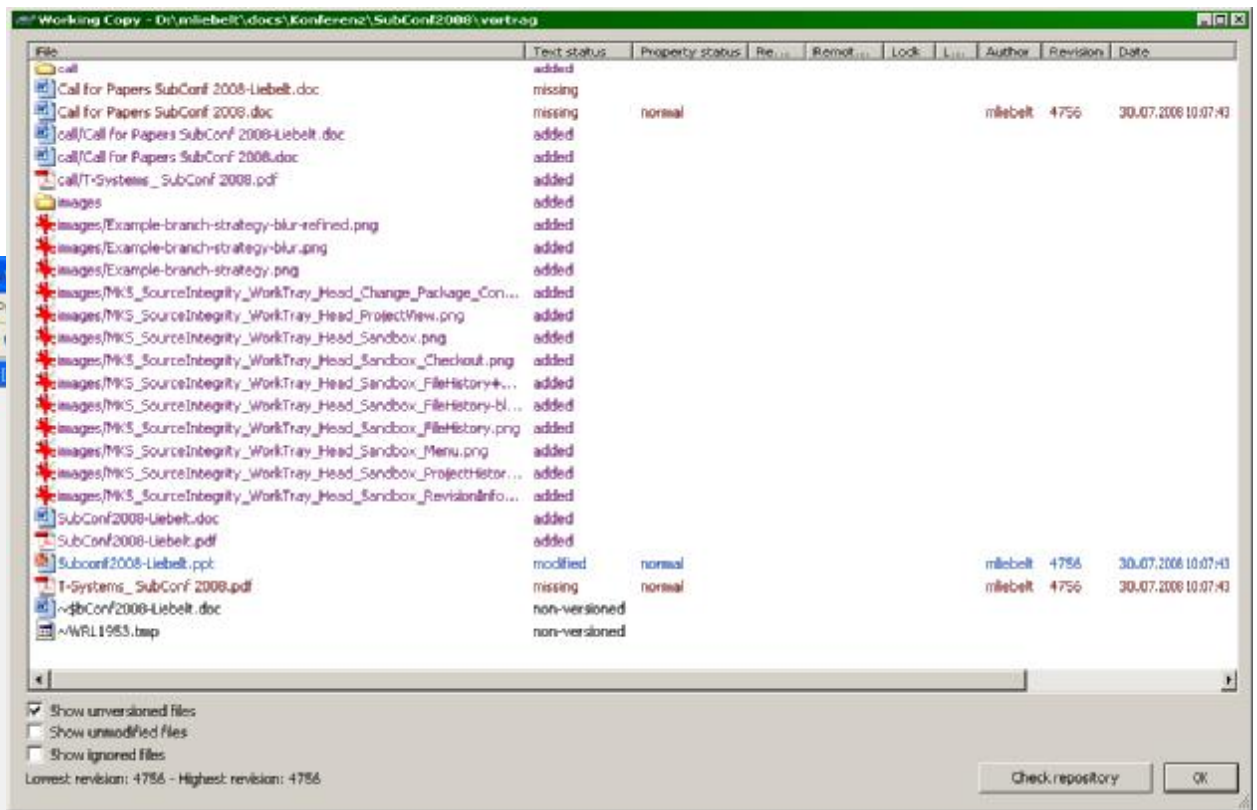 Working Copy - D:\mliebelt\docs\Konferenz\SubConf2008\vortrag
File Text status Property status Re... Remot... Lock L... Author Revision Date
call added
Call for Papers SubConf 2008-Liebelt.doc missing
Call for Papers SubConf 2008.doc missing normal mliebelt 4756 30.07.2008 10:07:43
call/Call for Papers SubConf 2008-Liebelt.doc added
call/Call for Papers SubConf 2008.doc added
call/T-Systems_ SubConf 2008.pdf added
images added
images/Example-branch-strategy-blur-refined.png added
images/Example-branch-strategy-blur.png added
images/Example-branch-strategy.png added
images/MKS_SourceIntegrity_WorkTray_Head_Change_Package_Con... added
images/MKS_SourceIntegrity_WorkTray_Head_ProjectView.png added
images/MKS_SourceIntegrity_WorkTray_Head_Sandbox.png added
images/MKS_SourceIntegrity_WorkTray_Head_Sandbox_Checkout.png added
images/MKS_SourceIntegrity_WorkTray_Head_Sandbox_FileHistory+... added
images/MKS_SourceIntegrity_WorkTray_Head_Sandbox_FileHistory-bl... added
images/MKS_SourceIntegrity_WorkTray_Head_Sandbox_FileHistory.png added
images/MKS_SourceIntegrity_WorkTray_Head_Sandbox_Menu.png added
images/MKS_SourceIntegrity_WorkTray_Head_Sandbox_ProjectHistor... added
images/MKS_SourceIntegrity_WorkTray_Head_Sandbox_RevisionInfo... added
SubConf2008-Liebelt.doc added
SubConf2008-Liebelt.pdf added
Subconf2008-Liebelt.ppt modified normal mliebelt 4756 30.07.2008 10:07:43
T-Systems_ SubConf 2008.pdf missing normal mliebelt 4756 30.07.2008 10:07:43
~$bConf2008-Liebelt.doc non-versioned
~WRL1953.tmp non-versioned
Show unversioned files
Show unmodified files
Show ignored files
Lowest revision: 4756 - Highest revision: 4756
Check repository OK